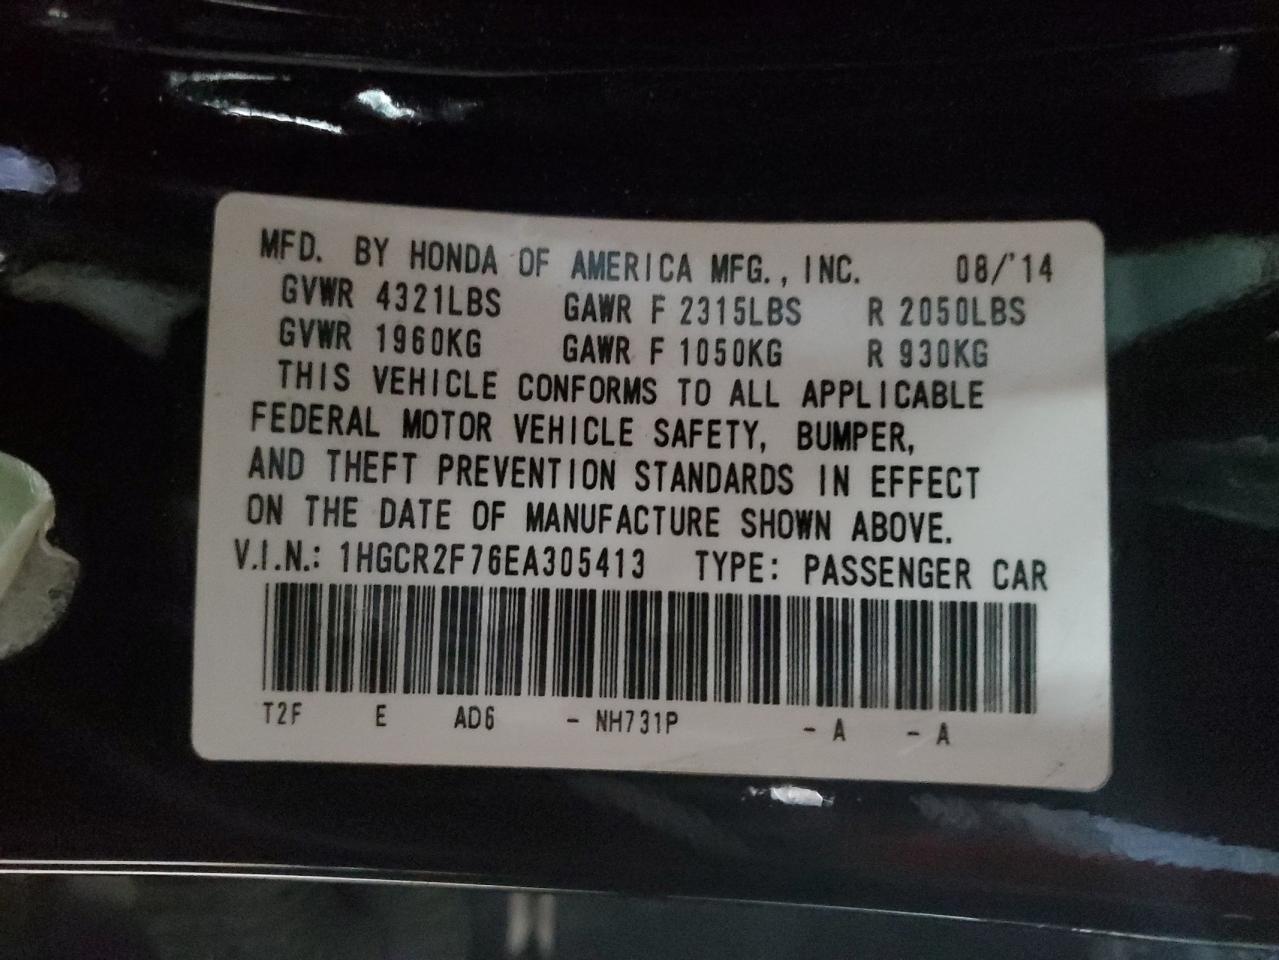 MFD. BY HONDA OF AMERICA MFG., INC. 08/'14
GVWR 4321LBS GAWR F 2315LBS R 2050LBS
GVWR 1960KG GAWR F 1050KG R 930KG
THIS VEHICLE CONFORMS TO ALL APPLICABLE
FEDERAL MOTOR VEHICLE SAFETY, BUMPER,
AND THEFT PREVENTION STANDARDS IN EFFECT
ON THE DATE OF MANUFACTURE SHOWN ABOVE.
V.I.N.: 1HGCR2F76EA305413 TYPE: PASSENGER CAR
T2F E AD6 - NH731P - A - A